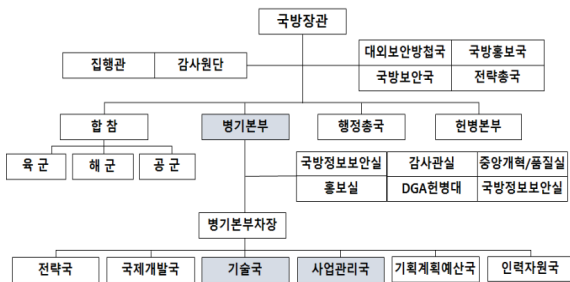 국방장관
집행관 감사원단
대외보안방첩국 국방홍보국
국방보안국 전략총국
합 참 병기본부 행정총국 헌병본부
육 군 해 군 공 군
국방정보보안실 감사관실 중앙개혁/품질실
홍보실 DGA헌병대 국방정보보안실
병기본부차장
전략국 국제개발국 기술국 사업관리국 기획계획예산국 인력자원국